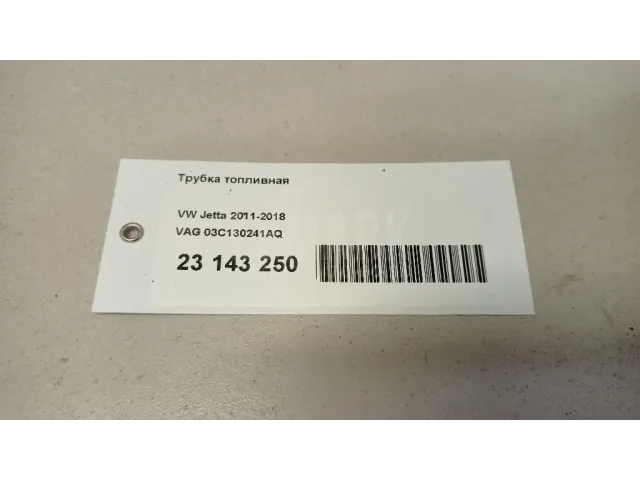 Трубка топливная
VW Jetta 2011-2018
VAG 03C130241AQ
23 143 250